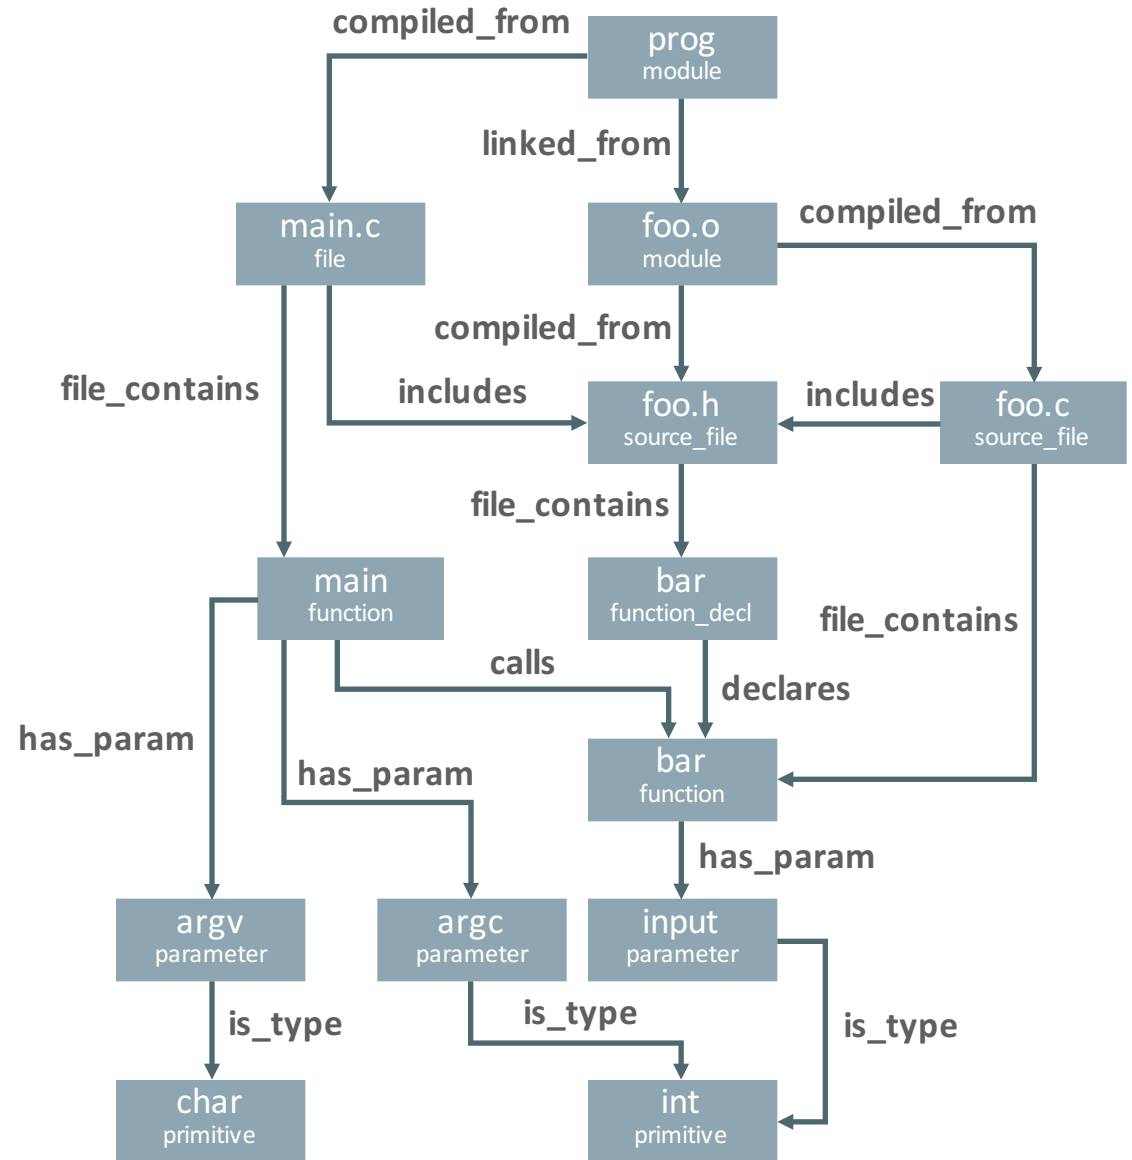 compiled_from
prog
module
linked_from
main.c
file
foo.o
module
compiled_from
compiled_from
file_contains
includes
foo.h
source_file
includes
foo.c
source_file
file_contains
main
function
bar
function_decl
file_contains
calls
declares
has_param
has_param
bar
function
has_param
argv
parameter
argc
parameter
input
parameter
is_type
is_type
is_type
char
primitive
int
primitive